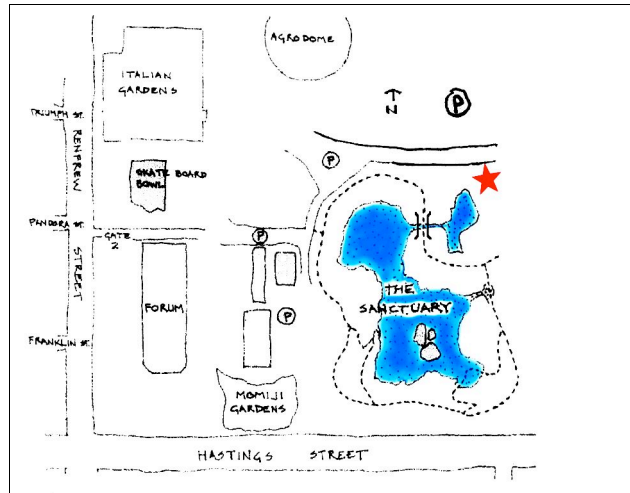 AGRODOME
ITALIAN
GARDENS
N
P
TRIUMPH ST.
RENFREW
STREET
P
SKATE BOARD
BOWL
PANDORA ST.
GATE
2
P
FORUM
THE
SANCTUARY
P
FRANKLIN ST.
MOMIJI
GARDENS
HASTINGS STREET